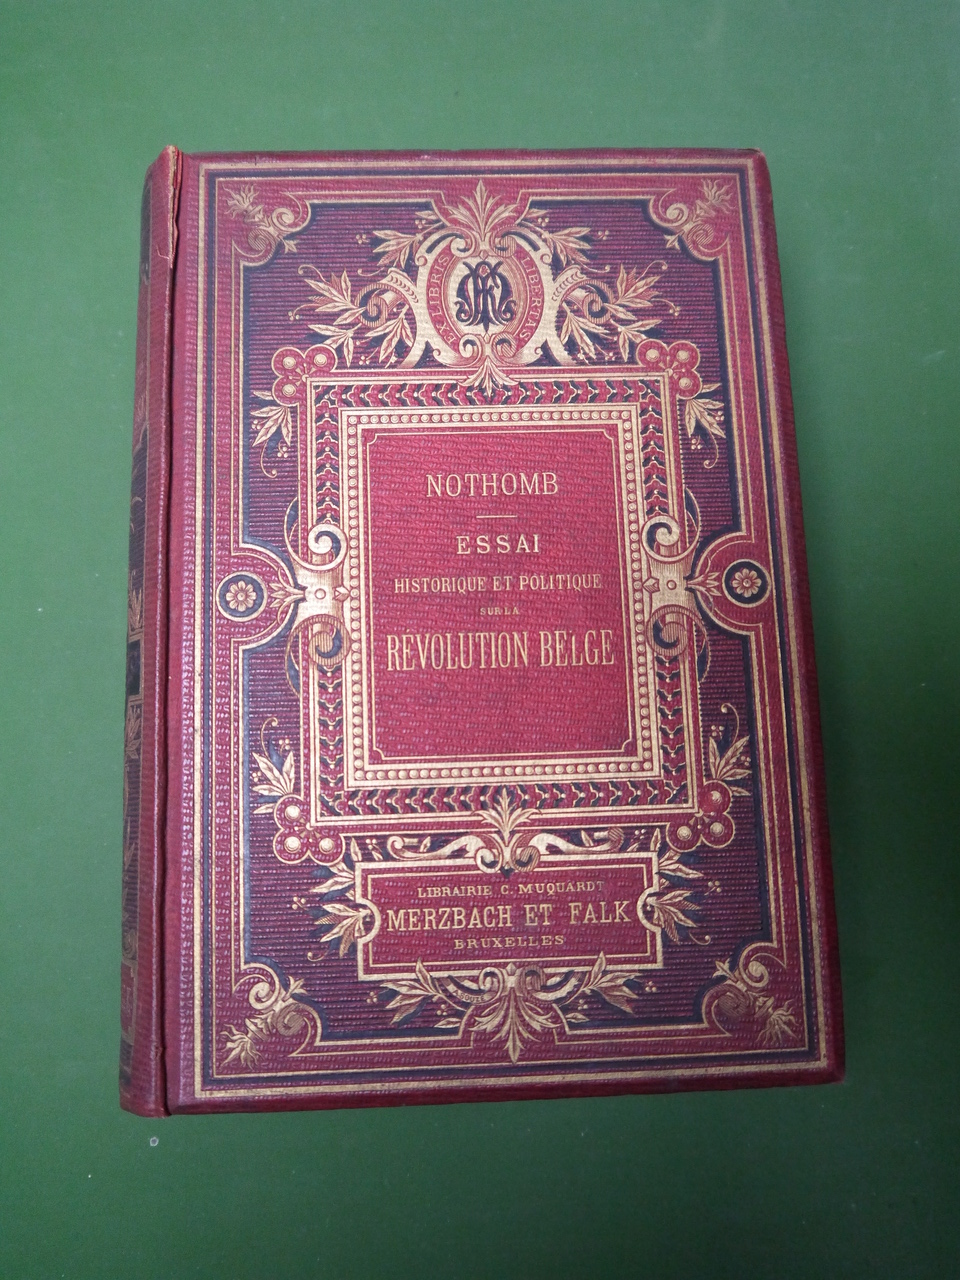 EX LIBRIS LIBERTAS
NOTHOMB
ESSAI
HISTORIQUE ET POLITIQUE
SUR LA
RÉVOLUTION BELGE
LIBRAIRIE C. MUQUARDT
MERZBACH ET FALK
BRUXELLES